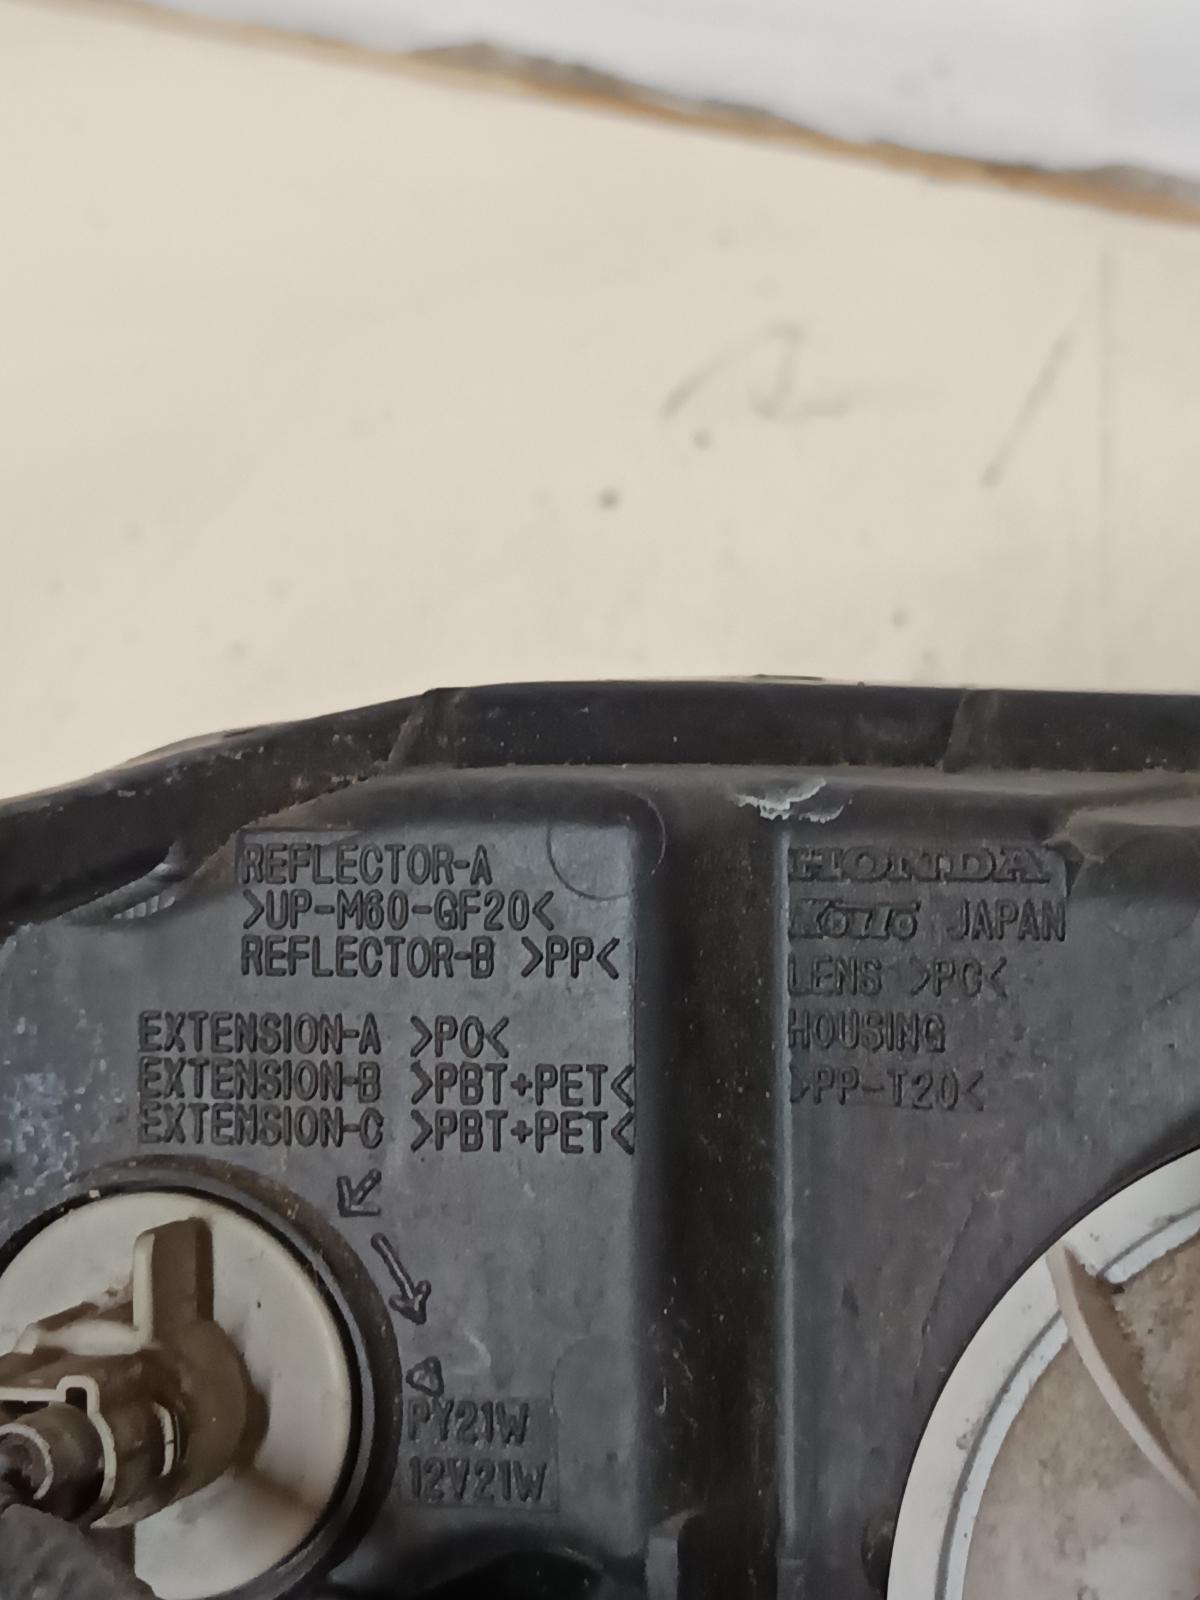 REFLECTOR-A
>UP-M60-GF20<
REFLECTOR-B >PP<
EXTENSION-A >PC<
EXTENSION-B >PBT+PET<
EXTENSION-C >PBT+PET<
PY21W
12V21W
HONDA
KOITO JAPAN
LENS >PC<
HOUSING
>PP-T20<